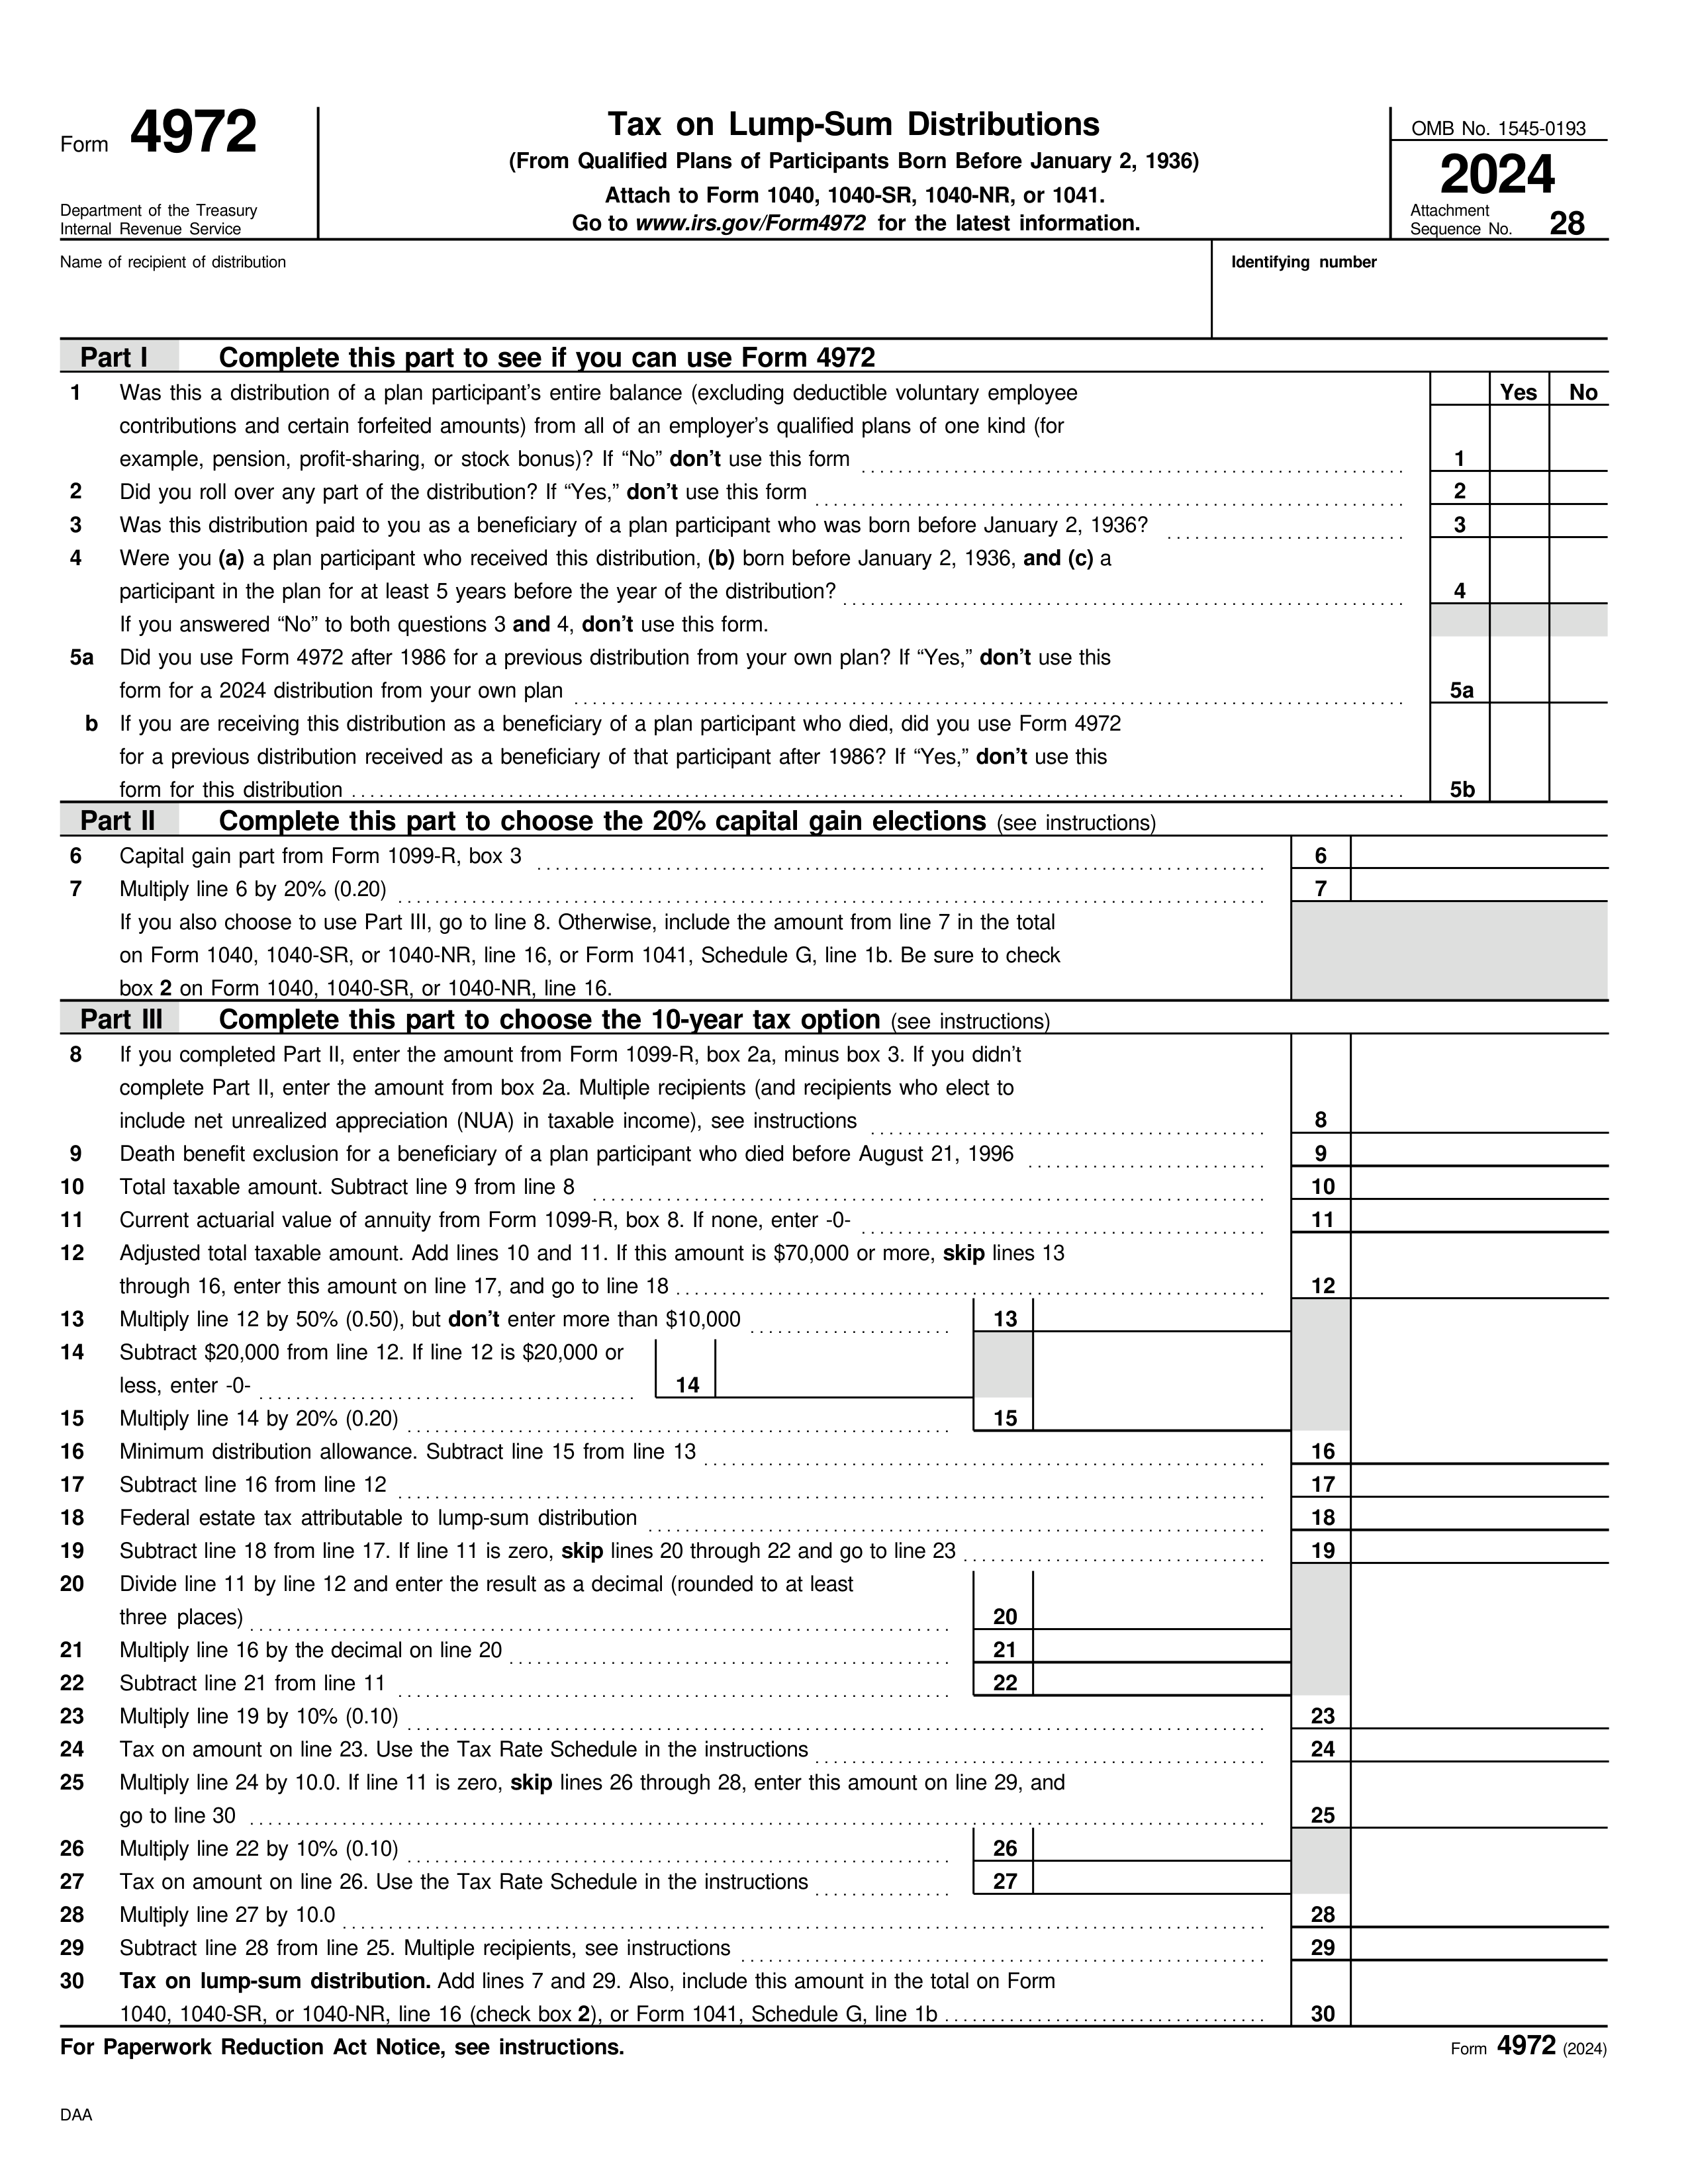 Form 4972
Department of the Treasury
Internal Revenue Service
Tax on Lump-Sum Distributions
(From Qualified Plans of Participants Born Before January 2, 1936)
Attach to Form 1040, 1040-SR, 1040-NR, or 1041.
Go to www.irs.gov/Form4972 for the latest information.
OMB No. 1545-0193
2024
Attachment
Sequence No. 28
Name of recipient of distribution
Identifying number
Part I Complete this part to see if you can use Form 4972
1 Was this a distribution of a plan participant’s entire balance (excluding deductible voluntary employee Yes No
contributions and certain forfeited amounts) from all of an employer’s qualified plans of one kind (for
example, pension, profit-sharing, or stock bonus)? If “No” don’t use this form 1
2 Did you roll over any part of the distribution? If “Yes,” don’t use this form 2
3 Was this distribution paid to you as a beneficiary of a plan participant who was born before January 2, 1936? 3
4 Were you (a) a plan participant who received this distribution, (b) born before January 2, 1936, and (c) a
participant in the plan for at least 5 years before the year of the distribution? 4
If you answered “No” to both questions 3 and 4, don’t use this form.
5a Did you use Form 4972 after 1986 for a previous distribution from your own plan? If “Yes,” don’t use this
form for a 2024 distribution from your own plan 5a
b If you are receiving this distribution as a beneficiary of a plan participant who died, did you use Form 4972
for a previous distribution received as a beneficiary of that participant after 1986? If “Yes,” don’t use this
form for this distribution 5b
Part II Complete this part to choose the 20% capital gain elections (see instructions)
6 Capital gain part from Form 1099-R, box 3 6
7 Multiply line 6 by 20% (0.20) 7
If you also choose to use Part III, go to line 8. Otherwise, include the amount from line 7 in the total
on Form 1040, 1040-SR, or 1040-NR, line 16, or Form 1041, Schedule G, line 1b. Be sure to check
box 2 on Form 1040, 1040-SR, or 1040-NR, line 16.
Part III Complete this part to choose the 10-year tax option (see instructions)
8 If you completed Part II, enter the amount from Form 1099-R, box 2a, minus box 3. If you didn’t
complete Part II, enter the amount from box 2a. Multiple recipients (and recipients who elect to
include net unrealized appreciation (NUA) in taxable income), see instructions 8
9 Death benefit exclusion for a beneficiary of a plan participant who died before August 21, 1996 9
10 Total taxable amount. Subtract line 9 from line 8 10
11 Current actuarial value of annuity from Form 1099-R, box 8. If none, enter -0- 11
12 Adjusted total taxable amount. Add lines 10 and 11. If this amount is $70,000 or more, skip lines 13
through 16, enter this amount on line 17, and go to line 18 12
13 Multiply line 12 by 50% (0.50), but don’t enter more than $10,000 13
14 Subtract $20,000 from line 12. If line 12 is $20,000 or
less, enter -0- 14
15 Multiply line 14 by 20% (0.20) 15
16 Minimum distribution allowance. Subtract line 15 from line 13 16
17 Subtract line 16 from line 12 17
18 Federal estate tax attributable to lump-sum distribution 18
19 Subtract line 18 from line 17. If line 11 is zero, skip lines 20 through 22 and go to line 23 19
20 Divide line 11 by line 12 and enter the result as a decimal (rounded to at least
three places) 20
21 Multiply line 16 by the decimal on line 20 21
22 Subtract line 21 from line 11 22
23 Multiply line 19 by 10% (0.10) 23
24 Tax on amount on line 23. Use the Tax Rate Schedule in the instructions 24
25 Multiply line 24 by 10.0. If line 11 is zero, skip lines 26 through 28, enter this amount on line 29, and
go to line 30 25
26 Multiply line 22 by 10% (0.10) 26
27 Tax on amount on line 26. Use the Tax Rate Schedule in the instructions 27
28 Multiply line 27 by 10.0 28
29 Subtract line 28 from line 25. Multiple recipients, see instructions 29
30 Tax on lump-sum distribution. Add lines 7 and 29. Also, include this amount in the total on Form
1040, 1040-SR, or 1040-NR, line 16 (check box 2), or Form 1041, Schedule G, line 1b 30
For Paperwork Reduction Act Notice, see instructions. Form 4972 (2024)
DAA